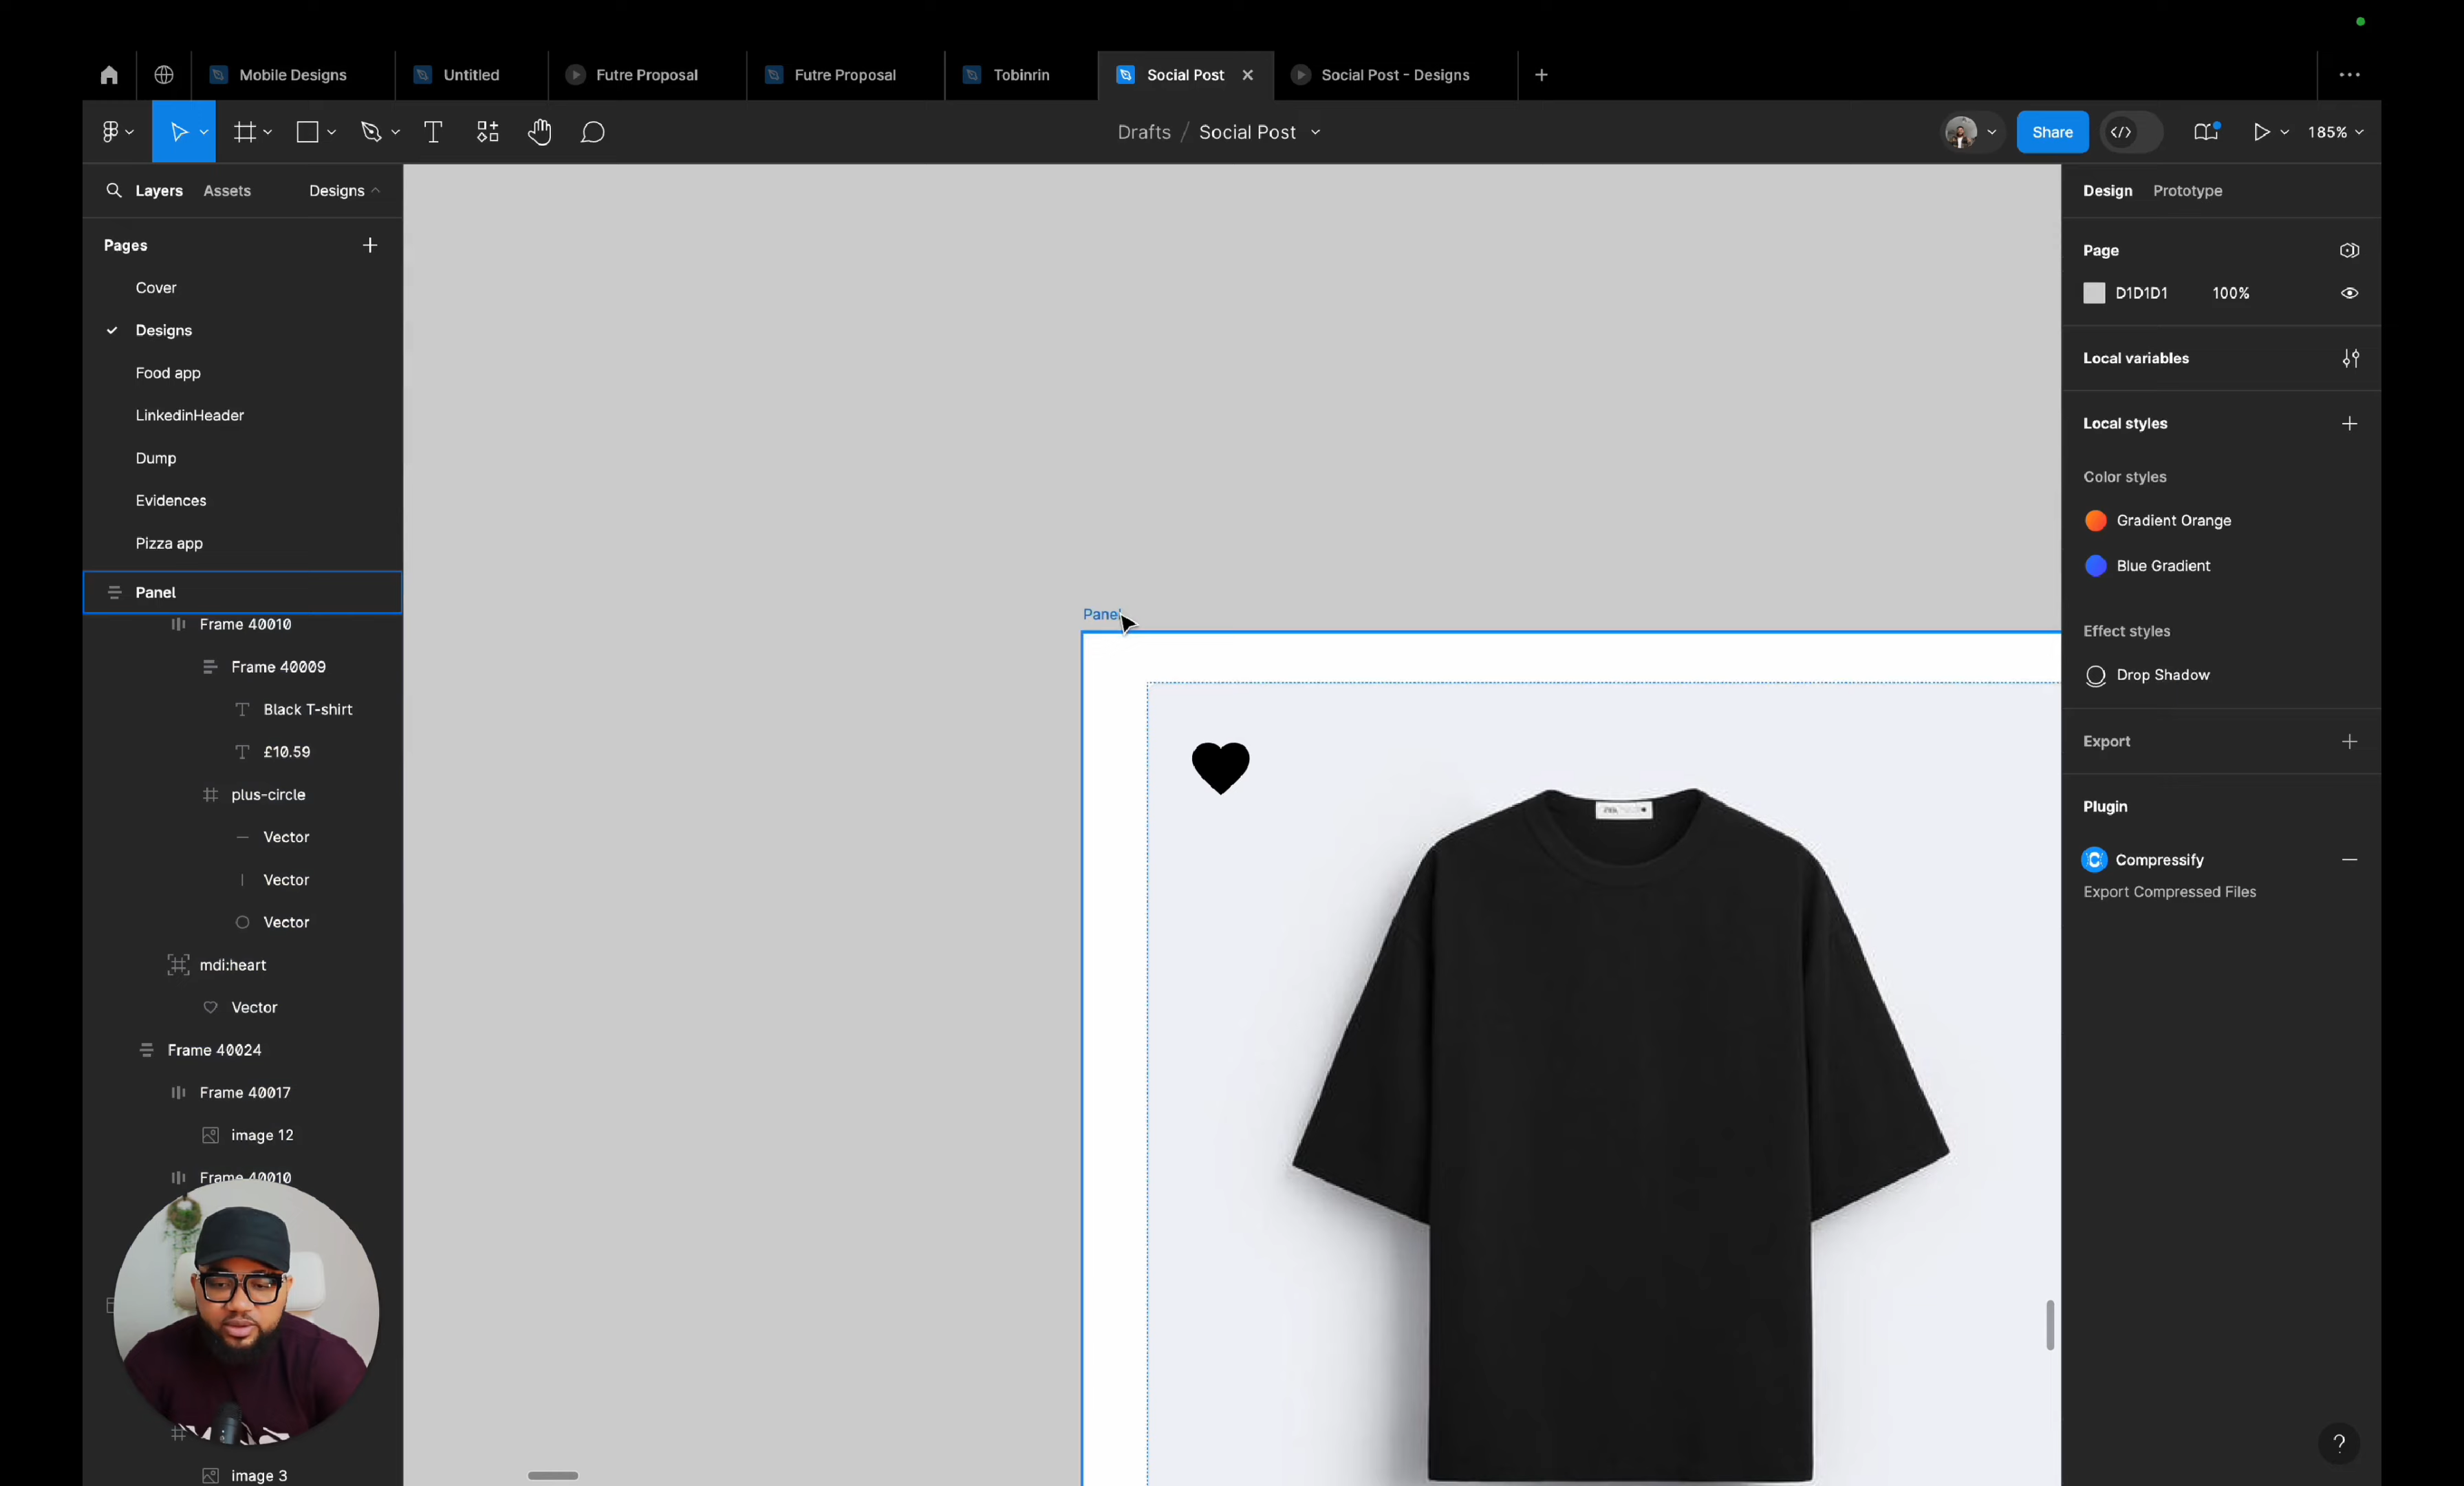 Mobile Designs
Untitled
Futre Proposal
Futre Proposal
Tobinrin
Social Post
Social Post - Designs
Drafts / Social Post
Share
185%
Layers
Assets
Designs
Pages
Cover
Designs
Food app
LinkedinHeader
Dump
Evidences
Pizza app
Panel
Frame 40010
Frame 40009
Black T-shirt
£10.59
plus-circle
Vector
Vector
Vector
mdi:heart
Vector
Frame 40024
Frame 40017
image 12
Frame 40010
image 3
Panel
Design
Prototype
Page
D1D1D1 100%
Local variables
Local styles
Color styles
Gradient Orange
Blue Gradient
Effect styles
Drop Shadow
Export
Plugin
Compressify
Export Compressed Files
?